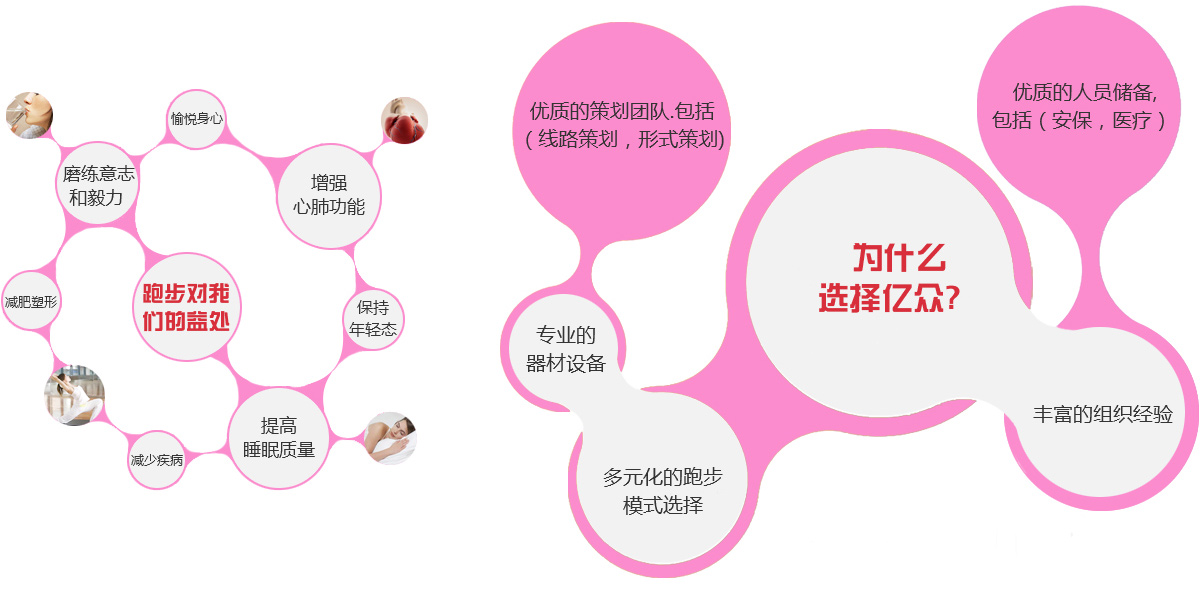 愉悦身心
磨练意志
和毅力
增强
心肺功能
减肥塑形
跑步对我
们的益处
保持
年轻态
提高
睡眠质量
减少疾病
优质的策划团队.包括
（线路策划，形式策划)
优质的人员储备,
包括（安保，医疗）
为什么
选择亿众?
专业的
器材设备
丰富的组织经验
多元化的跑步
模式选择